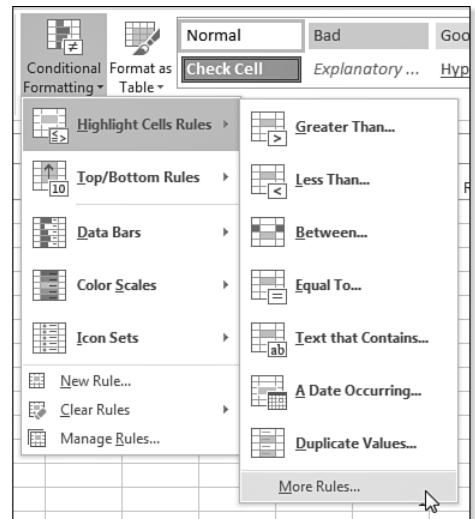 Normal
Bad
Goo
Conditional Formatting
Format as Table
Check Cell
Explanatory ...
Hyp
Highlight Cells Rules
Top/Bottom Rules
Data Bars
Color Scales
Icon Sets
New Rule...
Clear Rules
Manage Rules...
Greater Than...
Less Than...
Between...
Equal To...
Text that Contains...
A Date Occurring...
Duplicate Values...
More Rules...
10
ab
R